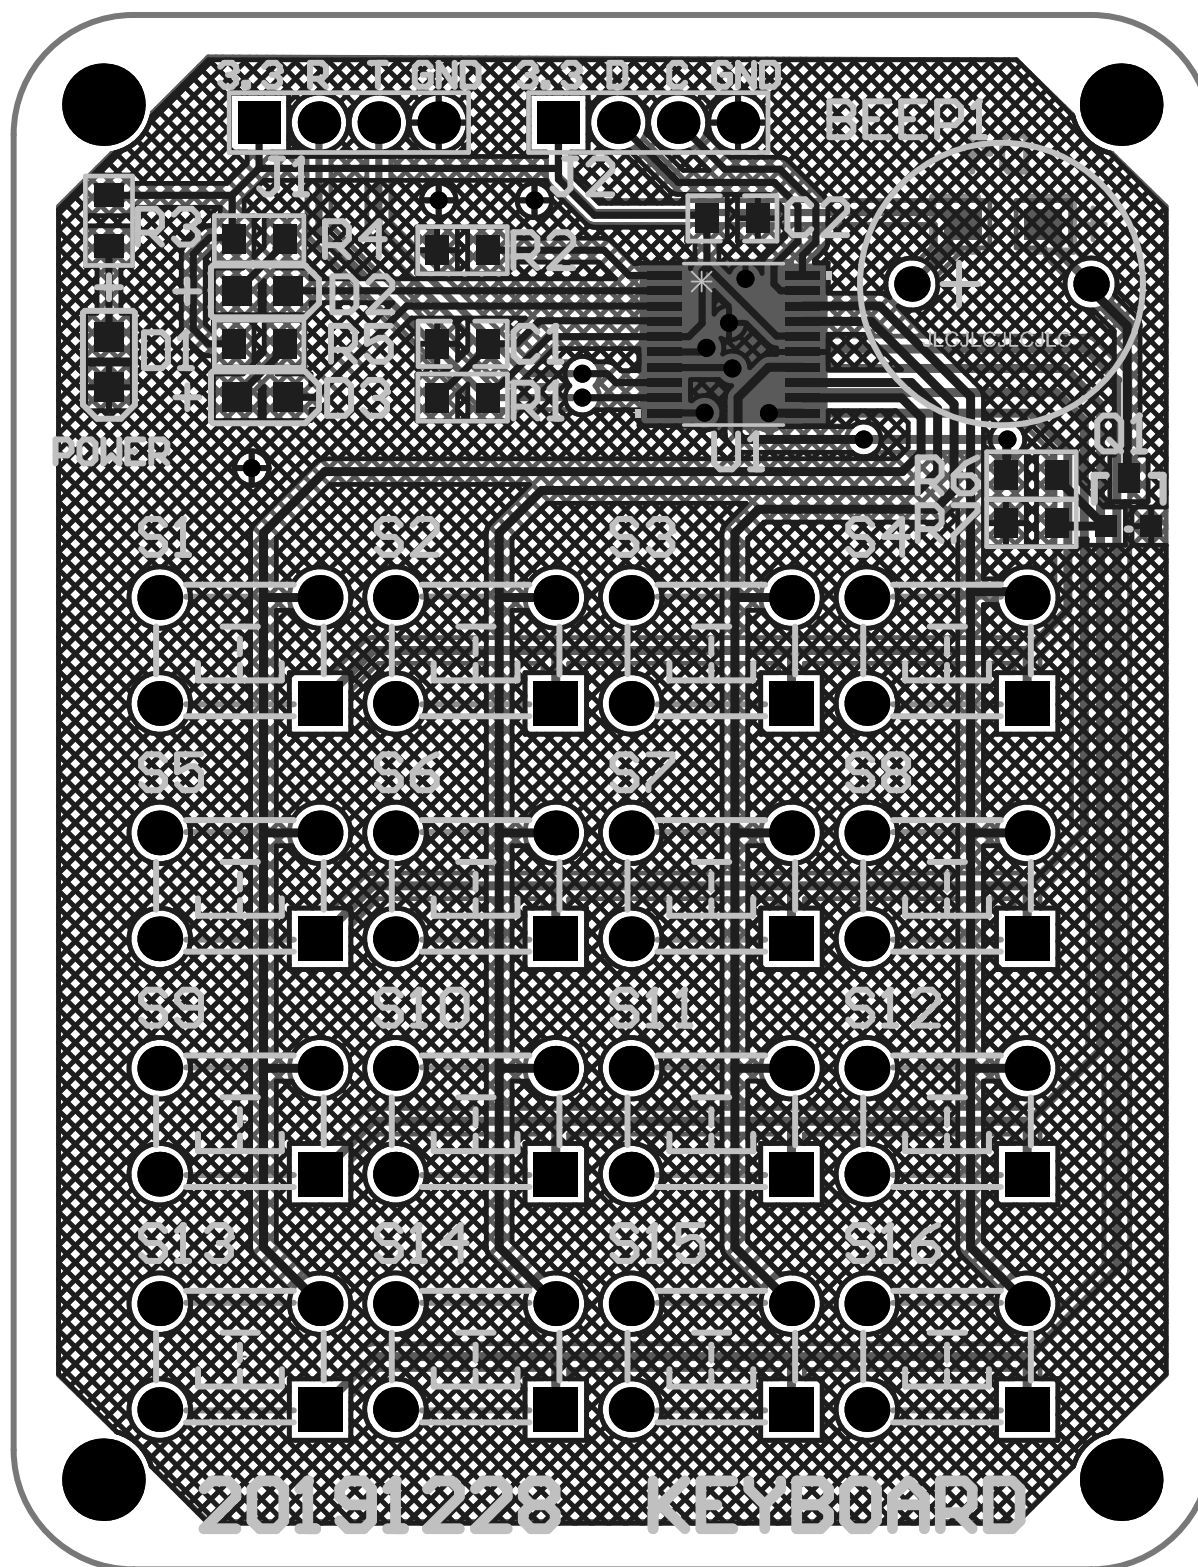 3.3 R T GND 3.3 D C GND
BEEP1
J1 J2
R3 R4 R2 C2
+ + D2 +
JLCJLCJLCJLC
D1 R5 C1
+ D3 R1
POWER U1 Q1
R6
R7
S1 S2 S3 S4
S5 S6 S7 S8
S9 S10 S11 S12
S13 S14 S15 S16
20191228 KEYBOARD